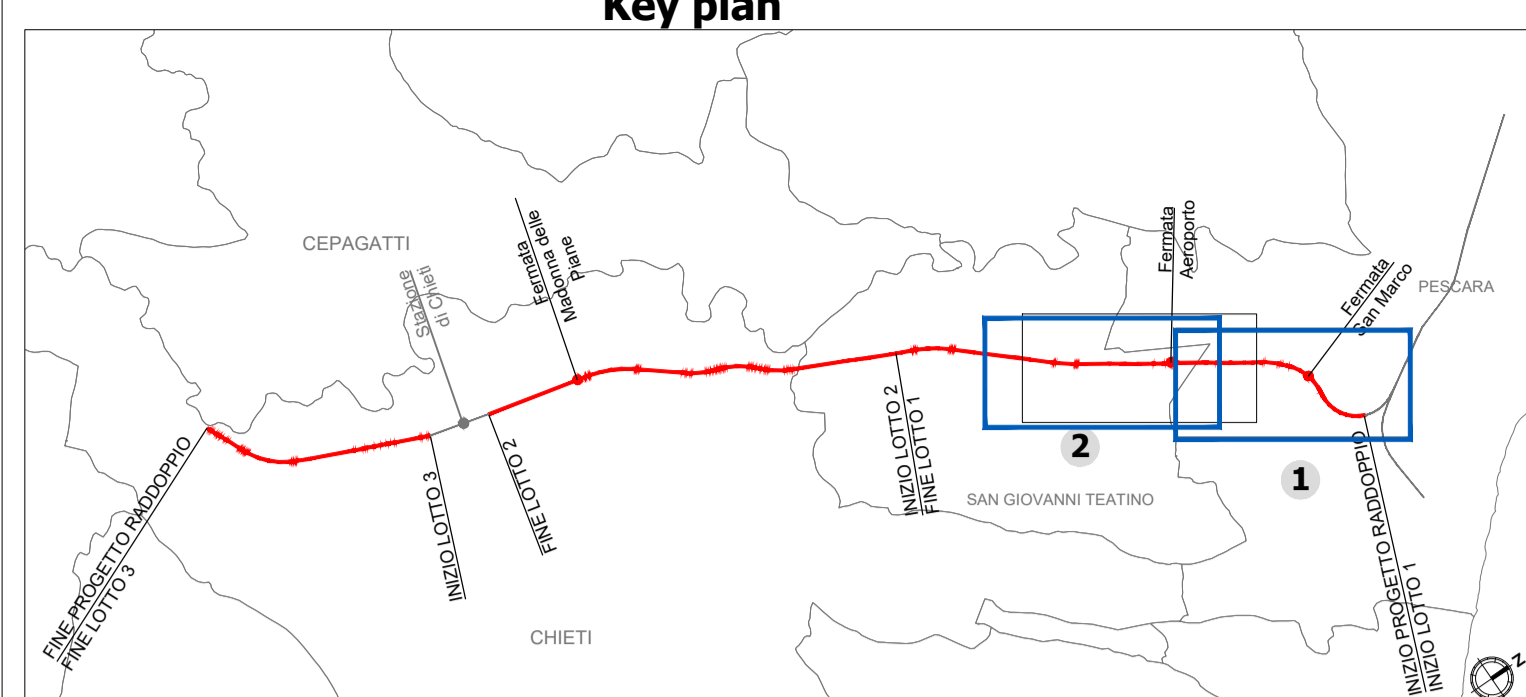 Key plan
CEPAGATTI
Stazione
di Chieti
Fermata
Madonna delle
Piane
Fermata
Aeroporto
Fermata
San Marco
PESCARA
FINE PROGETTO RADDOPPIO
FINE LOTTO 3
INIZIO LOTTO 3
FINE LOTTO 2
INIZIO LOTTO 2
FINE LOTTO 1
2
1
SAN GIOVANNI TEATINO
INIZIO PROGETTO RADDOPPIO
INIZIO LOTTO 1
CHIETI
N